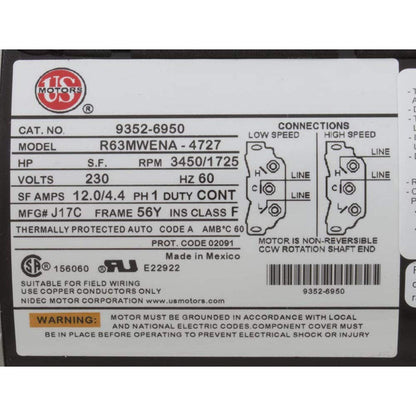 US
MOTORS
®
CAT. NO. 9352-6950
MODEL R63MWENA - 4727
HP S.F. RPM 3450/1725
VOLTS 230 HZ 60
SF AMPS 12.0/4.4 PH 1 DUTY CONT
MFG# J17C FRAME 56Y INS CLASS F
THERMALLY PROTECTED AUTO CODE A AMB°C 60
PROT. CODE 02091
Made in Mexico
156060 E22922
SUITABLE FOR FIELD WIRING
USE COPPER CONDUCTORS ONLY
NIDEC MOTOR CORPORATION www.usmotors.com
CONNECTIONS
LOW SPEED HIGH SPEED
H LINE H LINE
C C
L LINE L LINE
MOTOR IS NON-REVERSIBLE
CCW ROTATION SHAFT END
9352-6950
WARNING: MOTOR MUST BE GROUNDED IN ACCORDANCE WITH LOCAL
AND NATIONAL ELECTRIC CODES.COMPONENT COVER MUST
BE IN PLACE BEFORE OPERATING TO PREVENT ELECTRICAL SHOCK OR INJURY